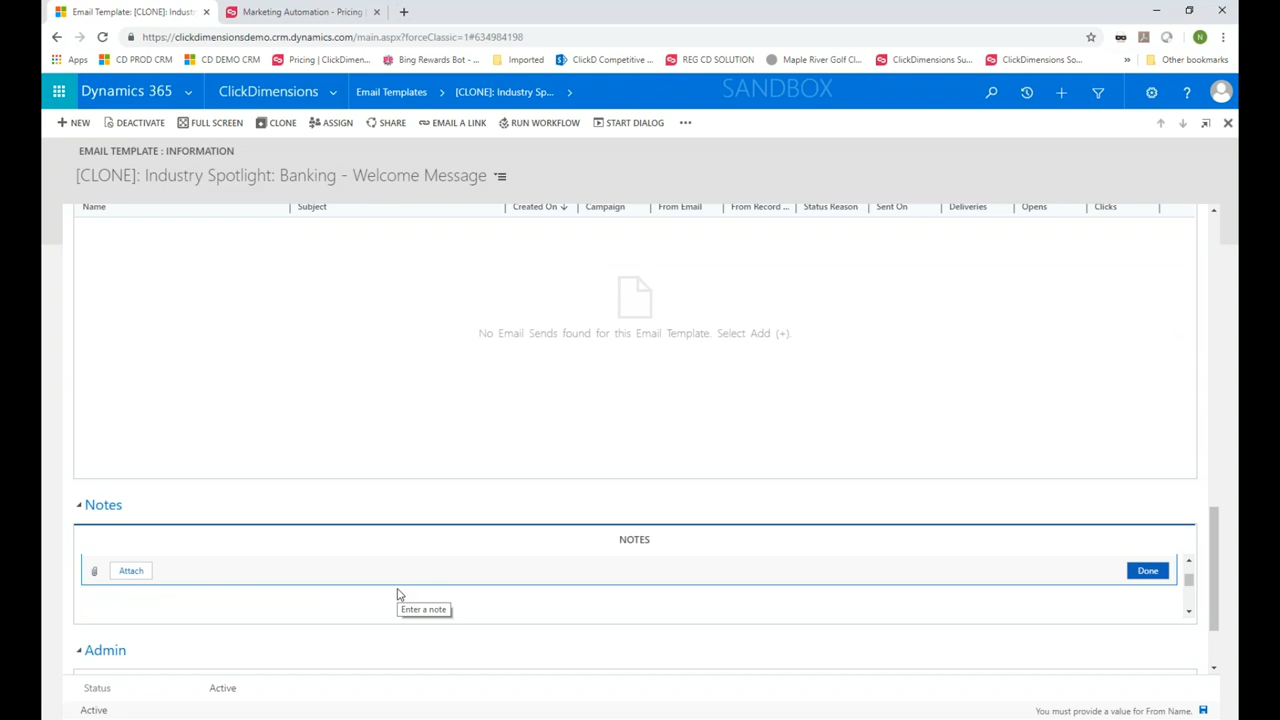 Email Template: [CLONE]: Indust
Marketing Automation - Pricing
https://clickdimensionsdemo.crm.dynamics.com/main.aspx?forceClassic=1#634984198
Apps CD PROD CRM CD DEMO CRM Pricing | ClickDimen... Bing Rewards Bot - ... Imported ClickD Competitive ... REG CD SOLUTION Maple River Golf Cl... ClickDimensions Su... ClickDimensions So... » Other bookmarks
Dynamics 365 ClickDimensions Email Templates [CLONE]: Industry Sp... SANDBOX
NEW DEACTIVATE FULL SCREEN CLONE ASSIGN SHARE EMAIL A LINK RUN WORKFLOW START DIALOG
EMAIL TEMPLATE : INFORMATION
[CLONE]: Industry Spotlight: Banking - Welcome Message
Name Subject Created On Campaign From Email From Record ... Status Reason Sent On Deliveries Opens Clicks
No Email Sends found for this Email Template. Select Add (+).
Notes
NOTES
Attach Done
Enter a note
Admin
Status Active
Active You must provide a value for From Name.